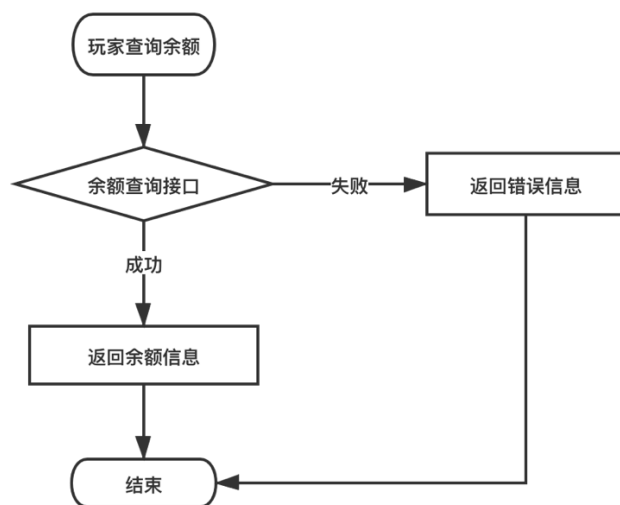 玩家查询余额
余额查询接口
失败
返回错误信息
成功
返回余额信息
结束